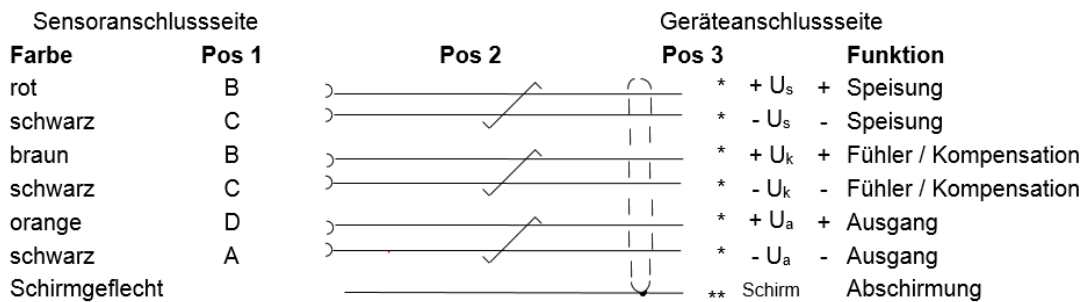 Sensoranschlussseite Geräteanschlussseite
Farbe Pos 1 Pos 2 Pos 3 Funktion
rot B * + Us + Speisung
schwarz C * - Us - Speisung
braun B * + Uk + Fühler / Kompensation
schwarz C * - Uk - Fühler / Kompensation
orange D * + Ua + Ausgang
schwarz A * - Ua - Ausgang
Schirmgeflecht ** Schirm Abschirmung